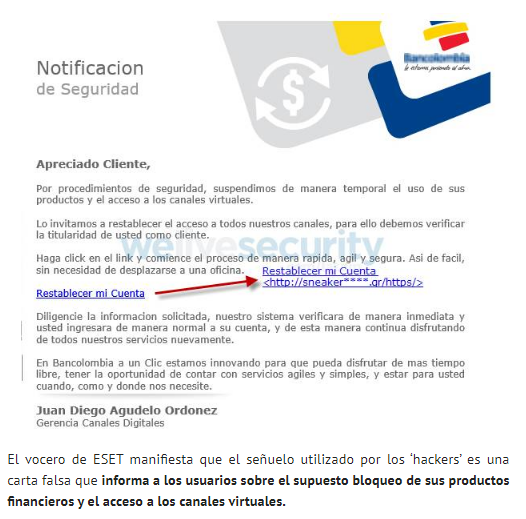 Bancolombia
Notificacion
de Seguridad
Apreciado Cliente,
Por procedimientos de seguridad, suspendimos de manera temporal el uso de sus
productos y el acceso a los canales virtuales.
Lo invitamos a restablecer el acceso a todos nuestros canales, para ello debemos verificar
la titularidad de usted como cliente.
welivesecurity
Haga click en el link y comience el proceso de manera rapida, agil y segura. Asi de facil,
sin necesidad de desplazarse a una oficina.
Restablecer mi Cuenta
<http://sneaker****.gr/https/>
Restablecer mi Cuenta
Diligencie la informacion solicitada, nuestro sistema verificara de manera inmediata y
usted ingresara de manera normal a su cuenta, y de esta manera continua disfrutando
de todos nuestros servicios nuevamente.
En Bancolombia a un Clic estamos innovando para que pueda disfrutar de mas tiempo
libre, tener la oportunidad de contar con servicios agiles y simples, y estar para usted
cuando, como y donde nos necesite.
Juan Diego Agudelo Ordonez
Gerencia Canales Digitales
El vocero de ESET manifiesta que el señuelo utilizado por los ‘hackers’ es una
carta falsa que informa a los usuarios sobre el supuesto bloqueo de sus productos
financieros y el acceso a los canales virtuales.